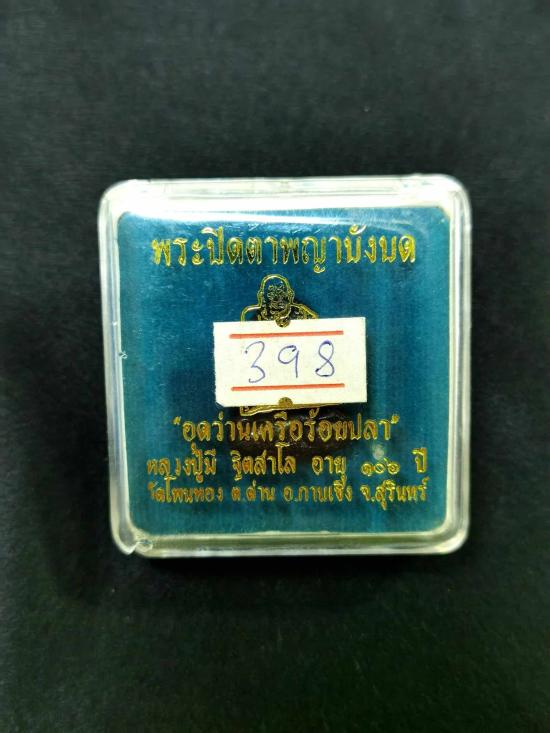 พระปิดตาพญาบังบด
398
"อุดว่านเครือร้อยปลา"
หลวงปู่มี ฐิตสาโล อายุ ๑๐๖ ปี
วัดโพนทอง ต.ด่าน อ.กาบเชิง จ.สุรินทร์